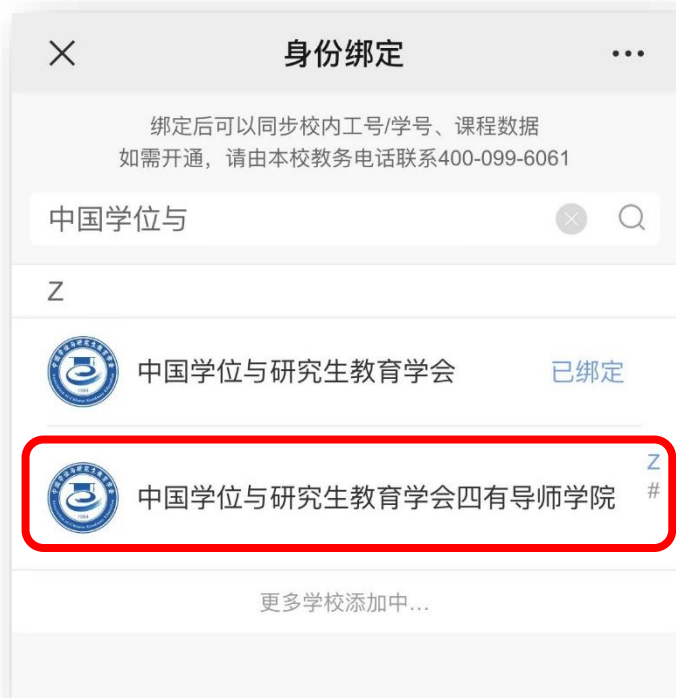 身份绑定
绑定后可以同步校内工号/学号、课程数据
如需开通，请由本校教务电话联系400-099-6061
中国学位与
Z
中国学位与研究生教育学会
已绑定
Z
#
中国学位与研究生教育学会四有导师学院
更多学校添加中...